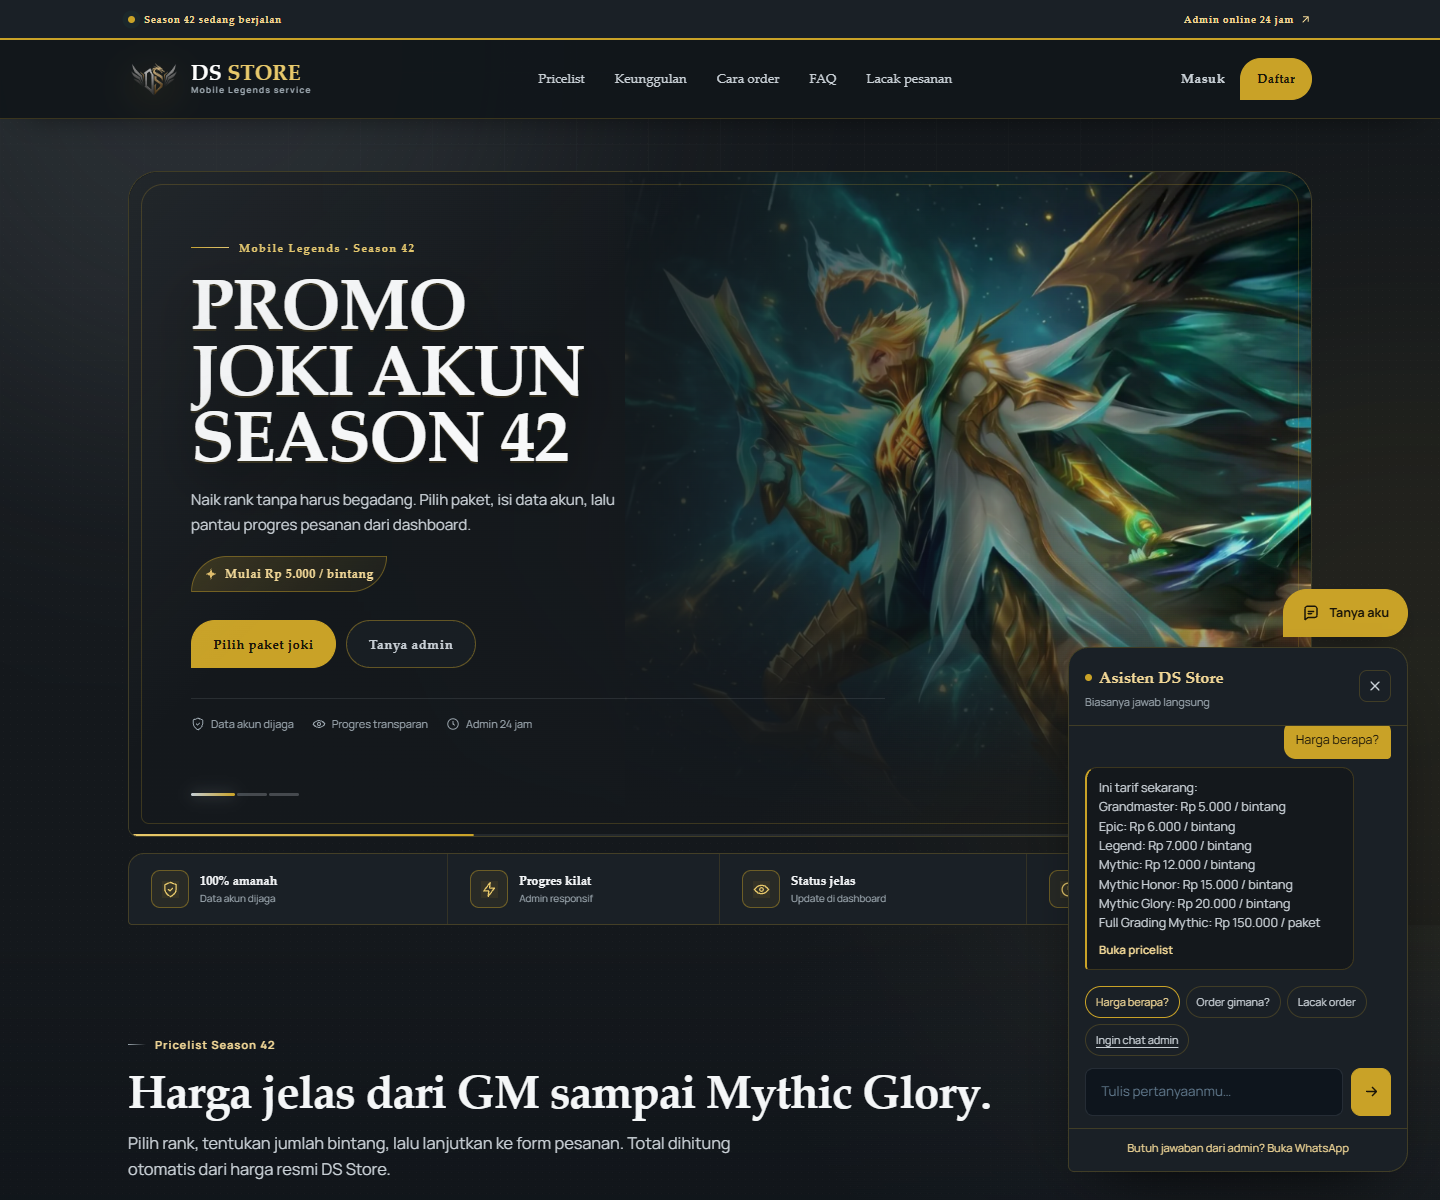 Season 42 sedang berjalan
Admin online 24 jam
DS STORE
Mobile Legends service
Pricelist
Keunggulan
Cara order
FAQ
Lacak pesanan
Masuk
Daftar
Mobile Legends · Season 42
PROMO
JOKI AKUN
SEASON 42
Naik rank tanpa harus begadang. Pilih paket, isi data akun, lalu
pantau progres pesanan dari dashboard.
Mulai Rp 5.000 / bintang
Pilih paket joki
Tanya admin
Data akun dijaga
Progres transparan
Admin 24 jam
100% amanah
Data akun dijaga
Progres kilat
Admin responsif
Status jelas
Update di dashboard
Pricelist Season 42
Harga jelas dari GM sampai Mythic Glory.
Pilih rank, tentukan jumlah bintang, lalu lanjutkan ke form pesanan. Total dihitung
otomatis dari harga resmi DS Store.
Tanya aku
Asisten DS Store
Biasanya jawab langsung
Harga berapa?
Ini tarif sekarang:
Grandmaster: Rp 5.000 / bintang
Epic: Rp 6.000 / bintang
Legend: Rp 7.000 / bintang
Mythic: Rp 12.000 / bintang
Mythic Honor: Rp 15.000 / bintang
Mythic Glory: Rp 20.000 / bintang
Full Grading Mythic: Rp 150.000 / paket
Buka pricelist
Harga berapa?
Order gimana?
Lacak order
Ingin chat admin
Tulis pertanyaanmu...
Butuh jawaban dari admin? Buka WhatsApp